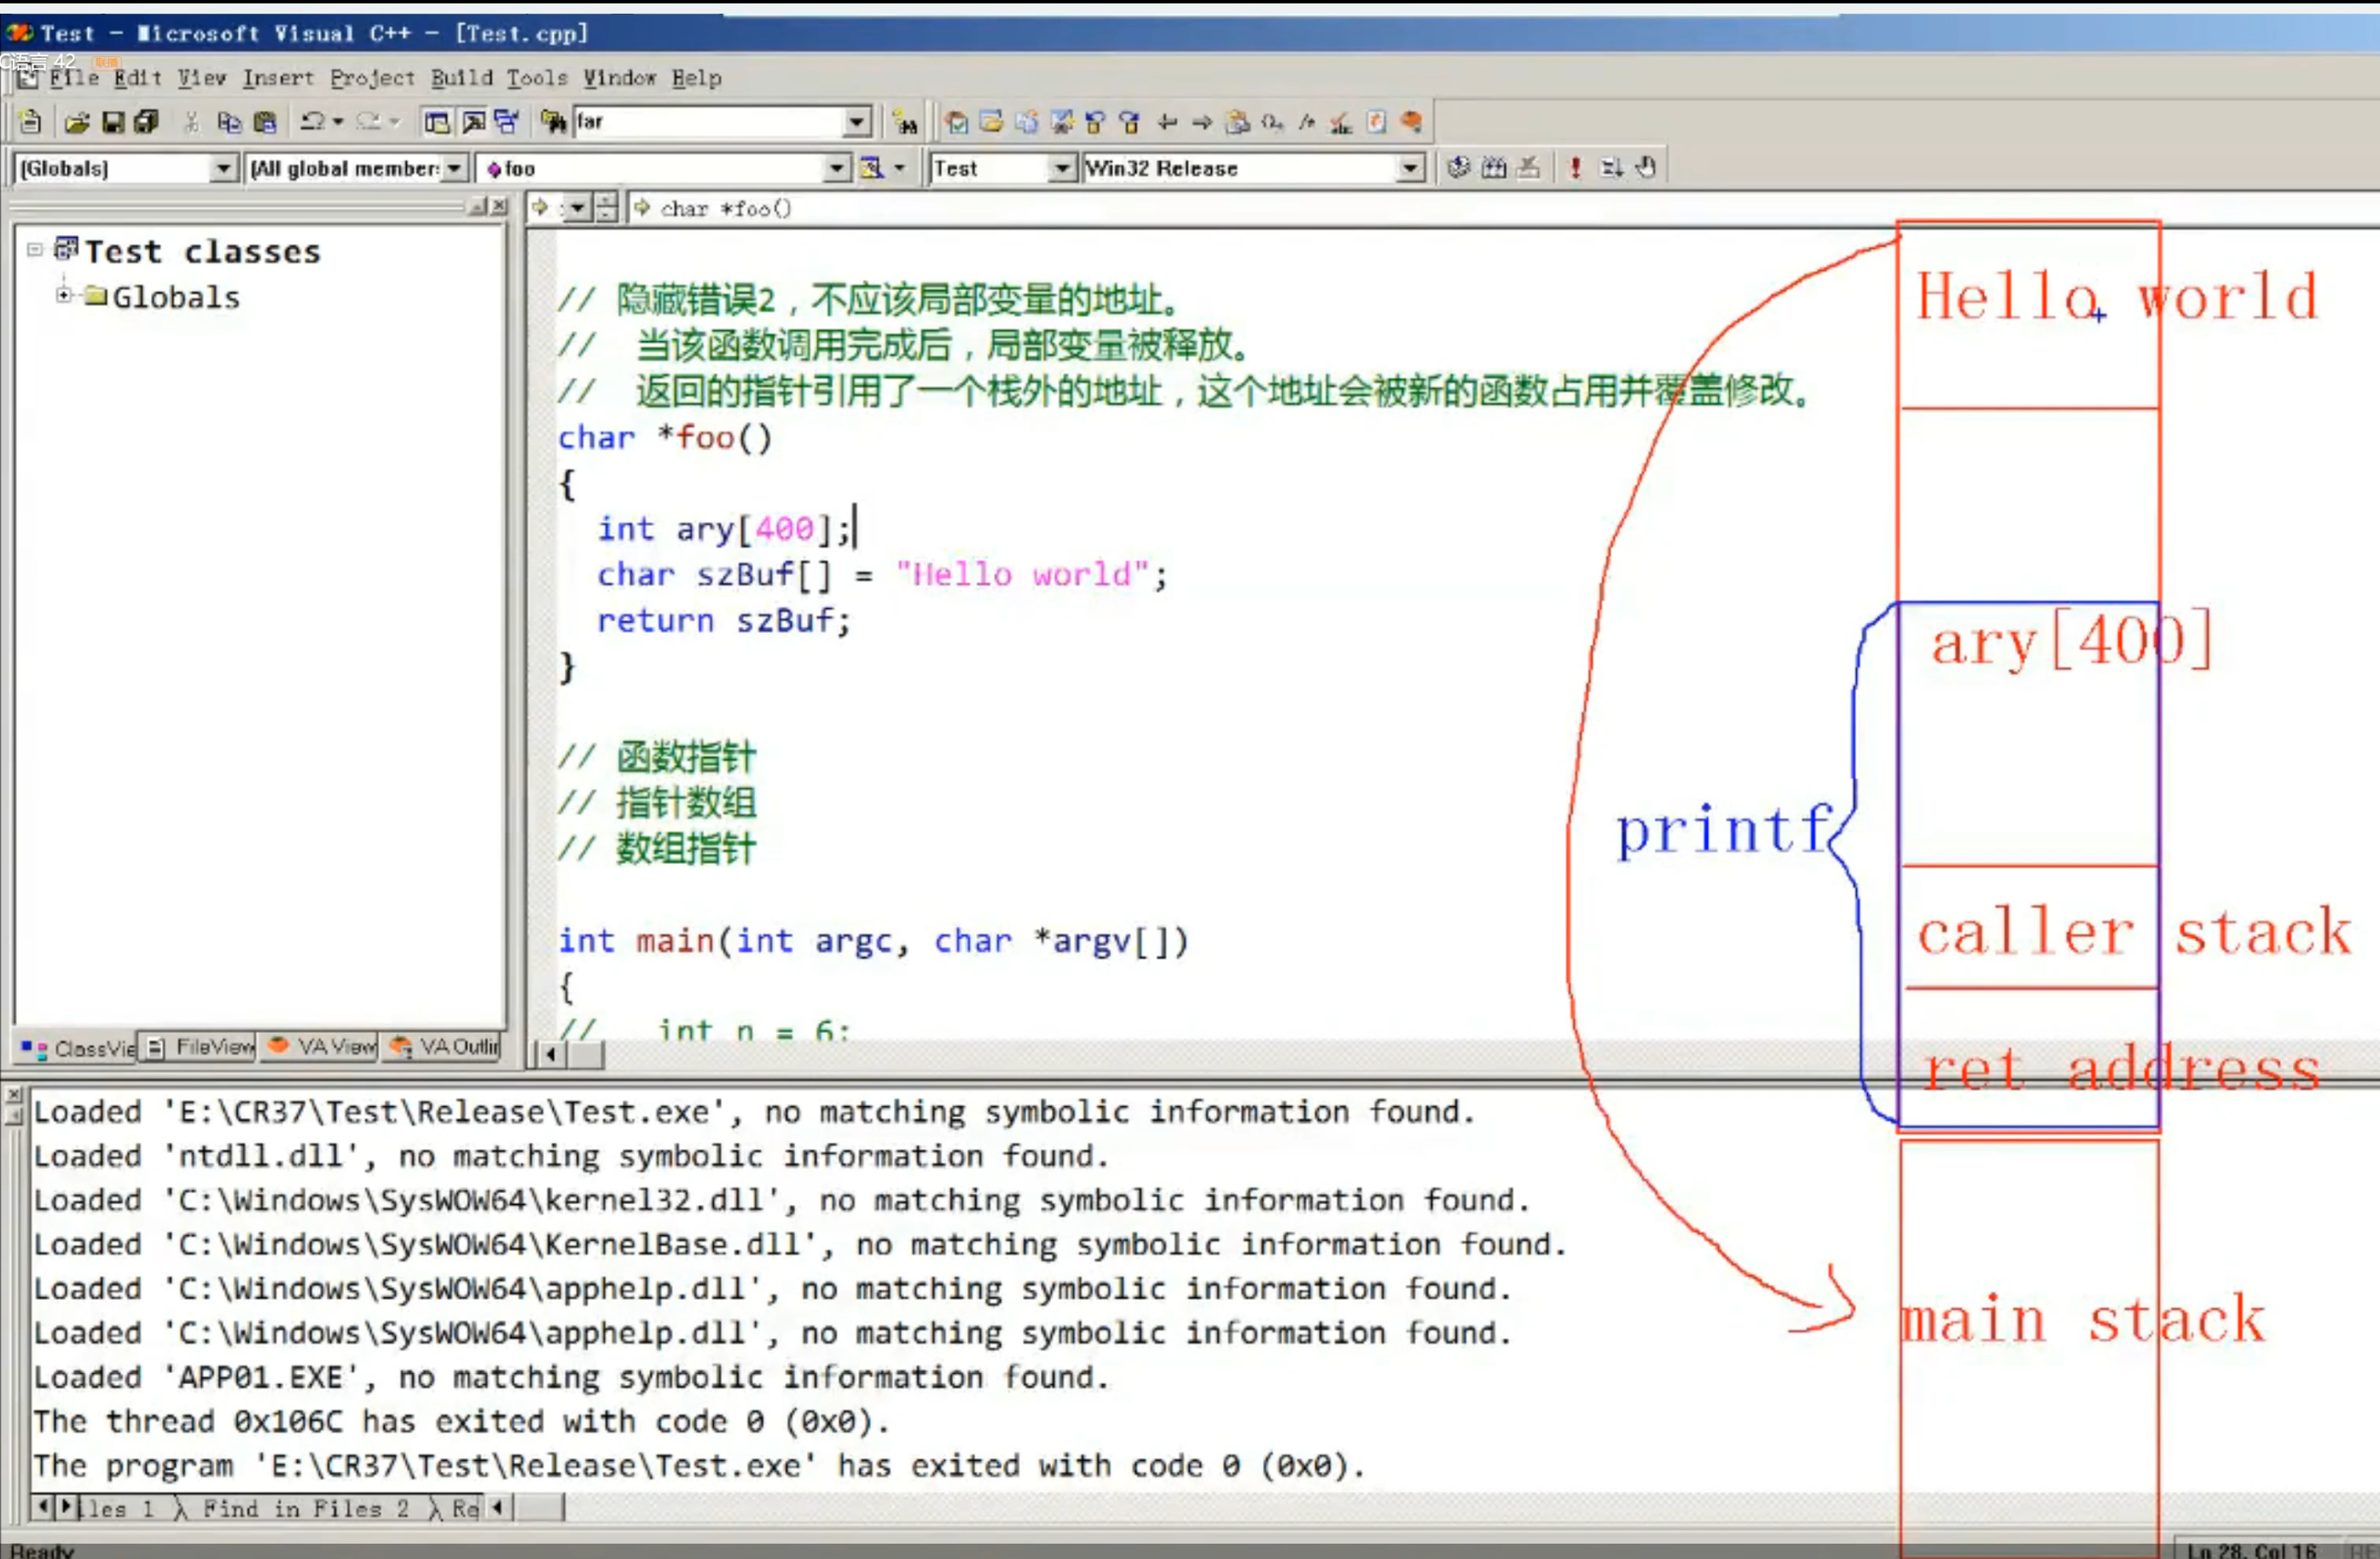 Test - Microsoft Visual C++ - [Test.cpp]
C语言 42 联播
File Edit View Insert Project Build Tools Window Help
far
(Globals) (All global member: foo Test Win32 Release
char *foo()
Test classes
Globals
// 隐藏错误2，不应该局部变量的地址。
// 当该函数调用完成后，局部变量被释放。
// 返回的指针引用了一个栈外的地址，这个地址会被新的函数占用并覆盖修改。
char *foo()
{
int ary[400];
char szBuf[] = "Hello world";
return szBuf;
}
// 函数指针
// 指针数组
// 数组指针
int main(int argc, char *argv[])
{
// int n = 6;
Hello world
ary[400]
printf
caller stack
ret address
main stack
ClassVie FileView VA View VA Outlin
Loaded 'E:\CR37\Test\Release\Test.exe', no matching symbolic information found.
Loaded 'ntdll.dll', no matching symbolic information found.
Loaded 'C:\Windows\SysWOW64\kernel32.dll', no matching symbolic information found.
Loaded 'C:\Windows\SysWOW64\KernelBase.dll', no matching symbolic information found.
Loaded 'C:\Windows\SysWOW64\apphelp.dll', no matching symbolic information found.
Loaded 'C:\Windows\SysWOW64\apphelp.dll', no matching symbolic information found.
Loaded 'APP01.EXE', no matching symbolic information found.
The thread 0x106C has exited with code 0 (0x0).
The program 'E:\CR37\Test\Release\Test.exe' has exited with code 0 (0x0).
iles 1 Find in Files 2 Re
Ready Ln 28, Col 16